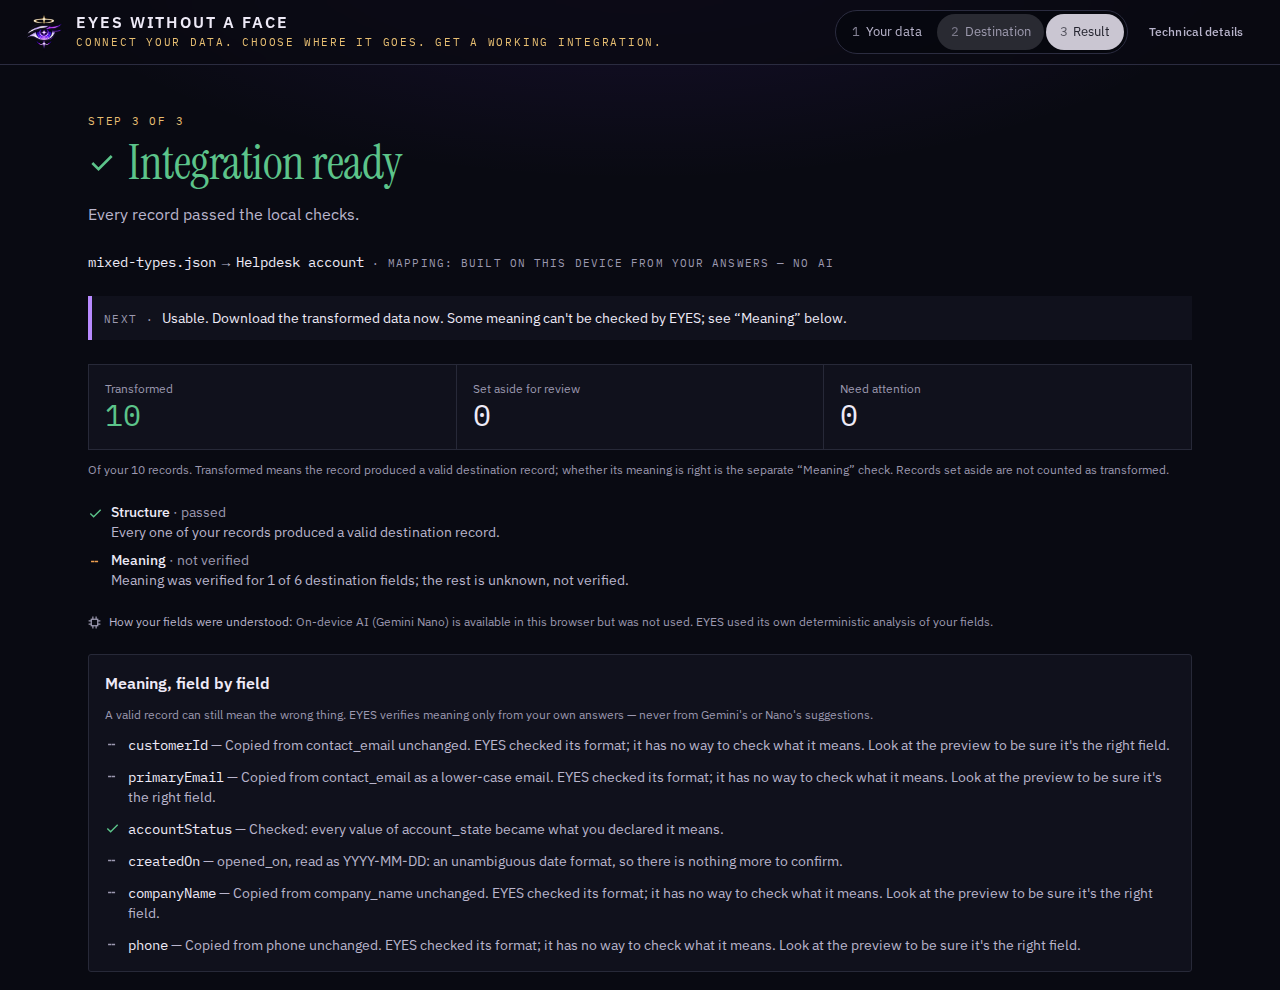 EYES WITHOUT A FACE
CONNECT YOUR DATA. CHOOSE WHERE IT GOES. GET A WORKING INTEGRATION.
1 Your data
2 Destination
3 Result
Technical details
STEP 3 OF 3
✓ Integration ready
Every record passed the local checks.
mixed-types.json → Helpdesk account · MAPPING: BUILT ON THIS DEVICE FROM YOUR ANSWERS — NO AI
NEXT · Usable. Download the transformed data now. Some meaning can't be checked by EYES; see “Meaning” below.
Transformed
10
Set aside for review
0
Need attention
0
Of your 10 records. Transformed means the record produced a valid destination record; whether its meaning is right is the separate “Meaning” check. Records set aside are not counted as transformed.
✓ Structure · passed
Every one of your records produced a valid destination record.
-- Meaning · not verified
Meaning was verified for 1 of 6 destination fields; the rest is unknown, not verified.
How your fields were understood: On-device AI (Gemini Nano) is available in this browser but was not used. EYES used its own deterministic analysis of your fields.
Meaning, field by field
A valid record can still mean the wrong thing. EYES verifies meaning only from your own answers — never from Gemini's or Nano's suggestions.
-- customerId — Copied from contact_email unchanged. EYES checked its format; it has no way to check what it means. Look at the preview to be sure it's the right field.
-- primaryEmail — Copied from contact_email as a lower-case email. EYES checked its format; it has no way to check what it means. Look at the preview to be sure it's
the right field.
✓ accountStatus — Checked: every value of account_state became what you declared it means.
-- createdOn — opened_on, read as YYYY-MM-DD: an unambiguous date format, so there is nothing more to confirm.
-- companyName — Copied from company_name unchanged. EYES checked its format; it has no way to check what it means. Look at the preview to be sure it's the right
field.
-- phone — Copied from phone unchanged. EYES checked its format; it has no way to check what it means. Look at the preview to be sure it's the right field.